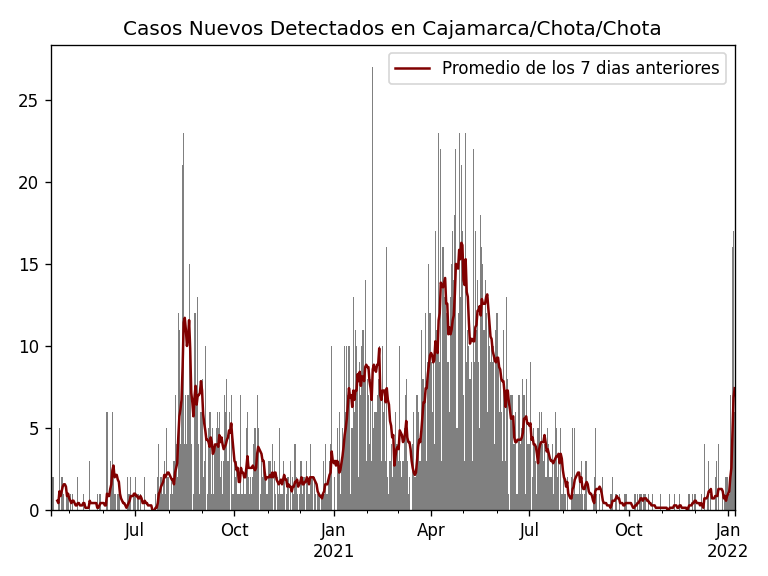 Casos Nuevos Detectados en Cajamarca/Chota/Chota
Promedio de los 7 dias anteriores
25
20
15
10
5
0
Jul
Oct
Jan
2021
Apr
Jul
Oct
Jan
2022